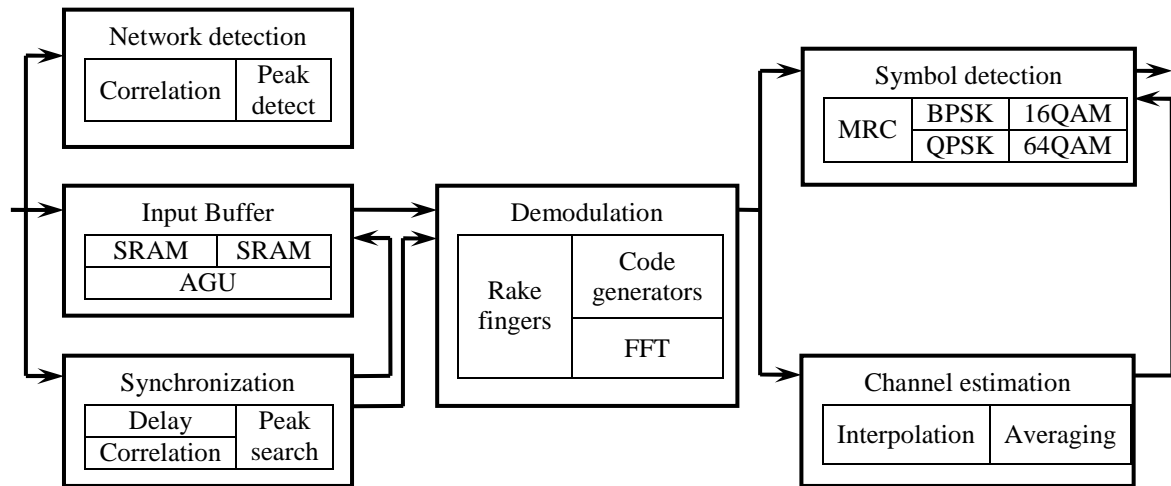 Network detection
Correlation
Peak
detect
Input Buffer
SRAM
SRAM
AGU
Synchronization
Delay
Correlation
Peak
search
Demodulation
Rake
fingers
Code
generators
FFT
Symbol detection
MRC
BPSK
16QAM
QPSK
64QAM
Channel estimation
Interpolation
Averaging